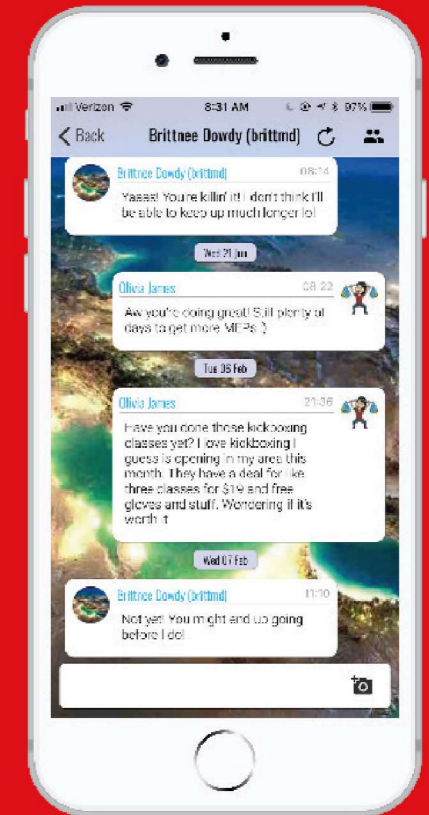 Verizon 8:31 AM 97%
Back Brittnee Dowdy (brittmd)
Brittnee Dowdy (brittmd) 08:14
Yaaas! You're killin' it! I don't think I'll
be able to keep up much longer lol
Wed 21 Jun
Olivia James 08:22
Aw you're doing great! Still plenty of
days to get more MEPs :)
Tue 06 Feb
Olivia James 21:36
Have you done those kickboxing
classes yet? I love kickboxing I
guess is opening in my area this
month. They have a deal for like
three classes for $19 and free
gloves and stuff. Wondering if it's
worth it
Wed 07 Feb
Brittnee Dowdy (brittmd) 11:10
Not yet! You might end up going
before I do!